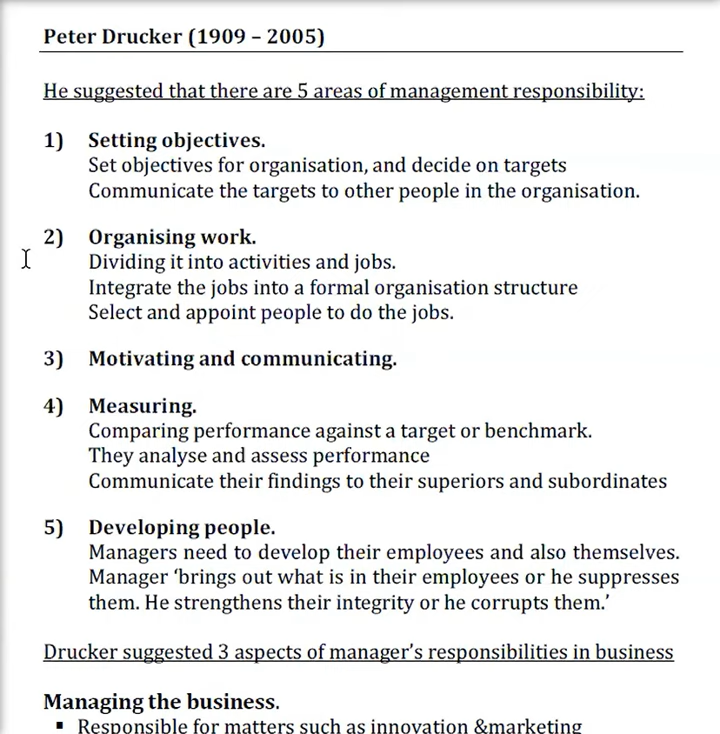 Peter Drucker (1909 – 2005)
He suggested that there are 5 areas of management responsibility:
1) Setting objectives.
Set objectives for organisation, and decide on targets
Communicate the targets to other people in the organisation.
2) Organising work.
Dividing it into activities and jobs.
Integrate the jobs into a formal organisation structure
Select and appoint people to do the jobs.
3) Motivating and communicating.
4) Measuring.
Comparing performance against a target or benchmark.
They analyse and assess performance
Communicate their findings to their superiors and subordinates
5) Developing people.
Managers need to develop their employees and also themselves.
Manager ‘brings out what is in their employees or he suppresses
them. He strengthens their integrity or he corrupts them.’
Drucker suggested 3 aspects of manager’s responsibilities in business
Managing the business.
▪ Responsible for matters such as innovation &marketing